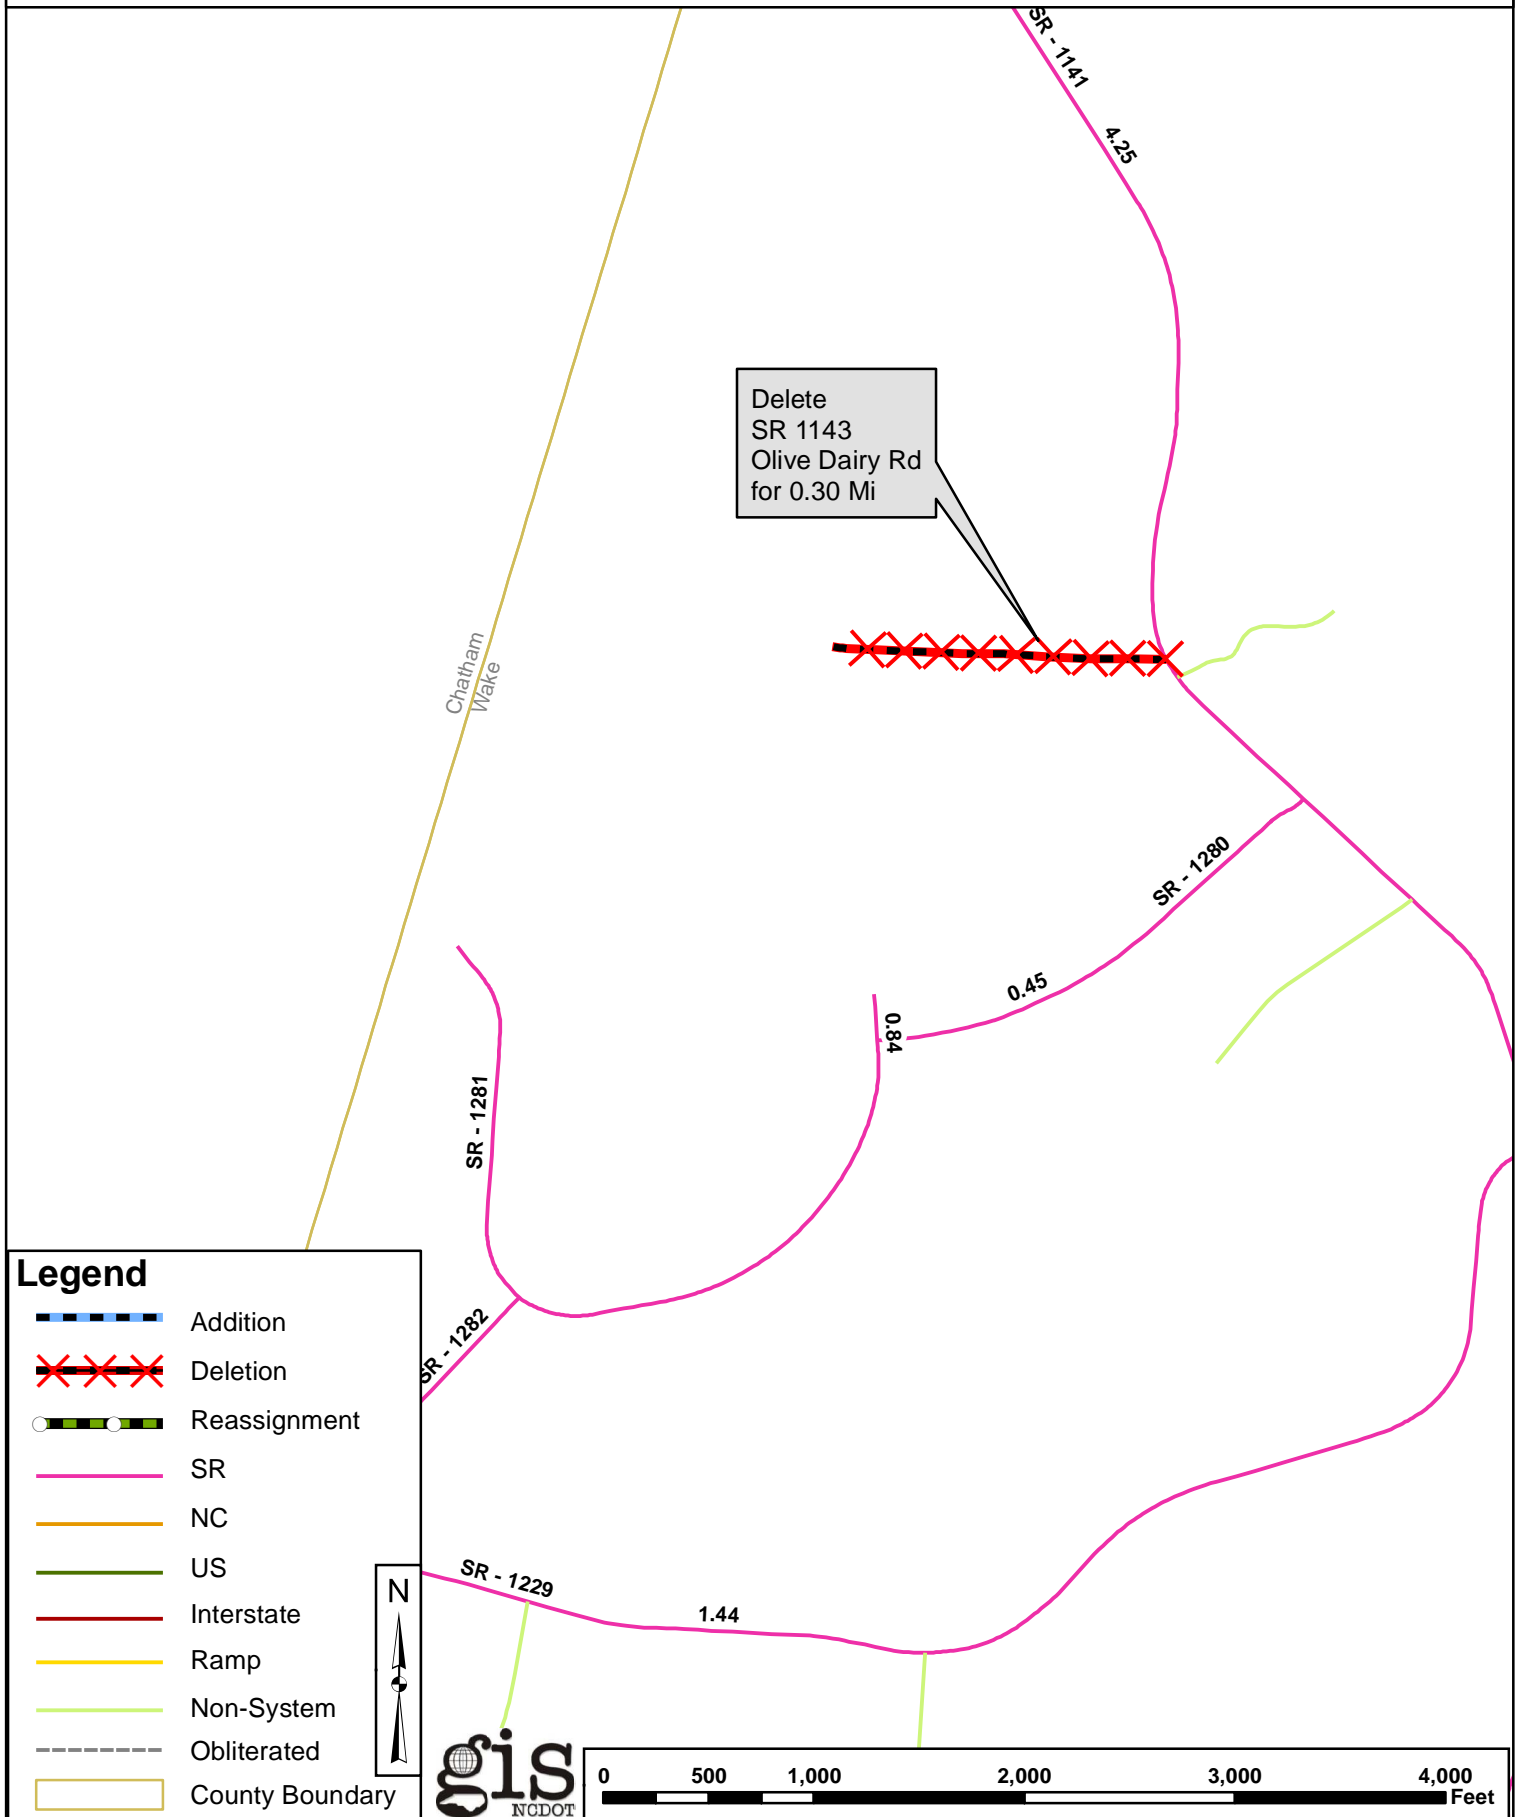 SR - 1141
4.25
Delete
SR 1143
Olive Dairy Rd
for 0.30 Mi
Chatham
Wake
SR - 1280
0.45
0.84
SR - 1281
SR - 1282
SR - 1229
1.44
Legend
Addition
Deletion
Reassignment
SR
NC
US
Interstate
Ramp
Non-System
Obliterated
County Boundary
N
gis
NCDOT
0 500 1,000 2,000 3,000 4,000
Feet